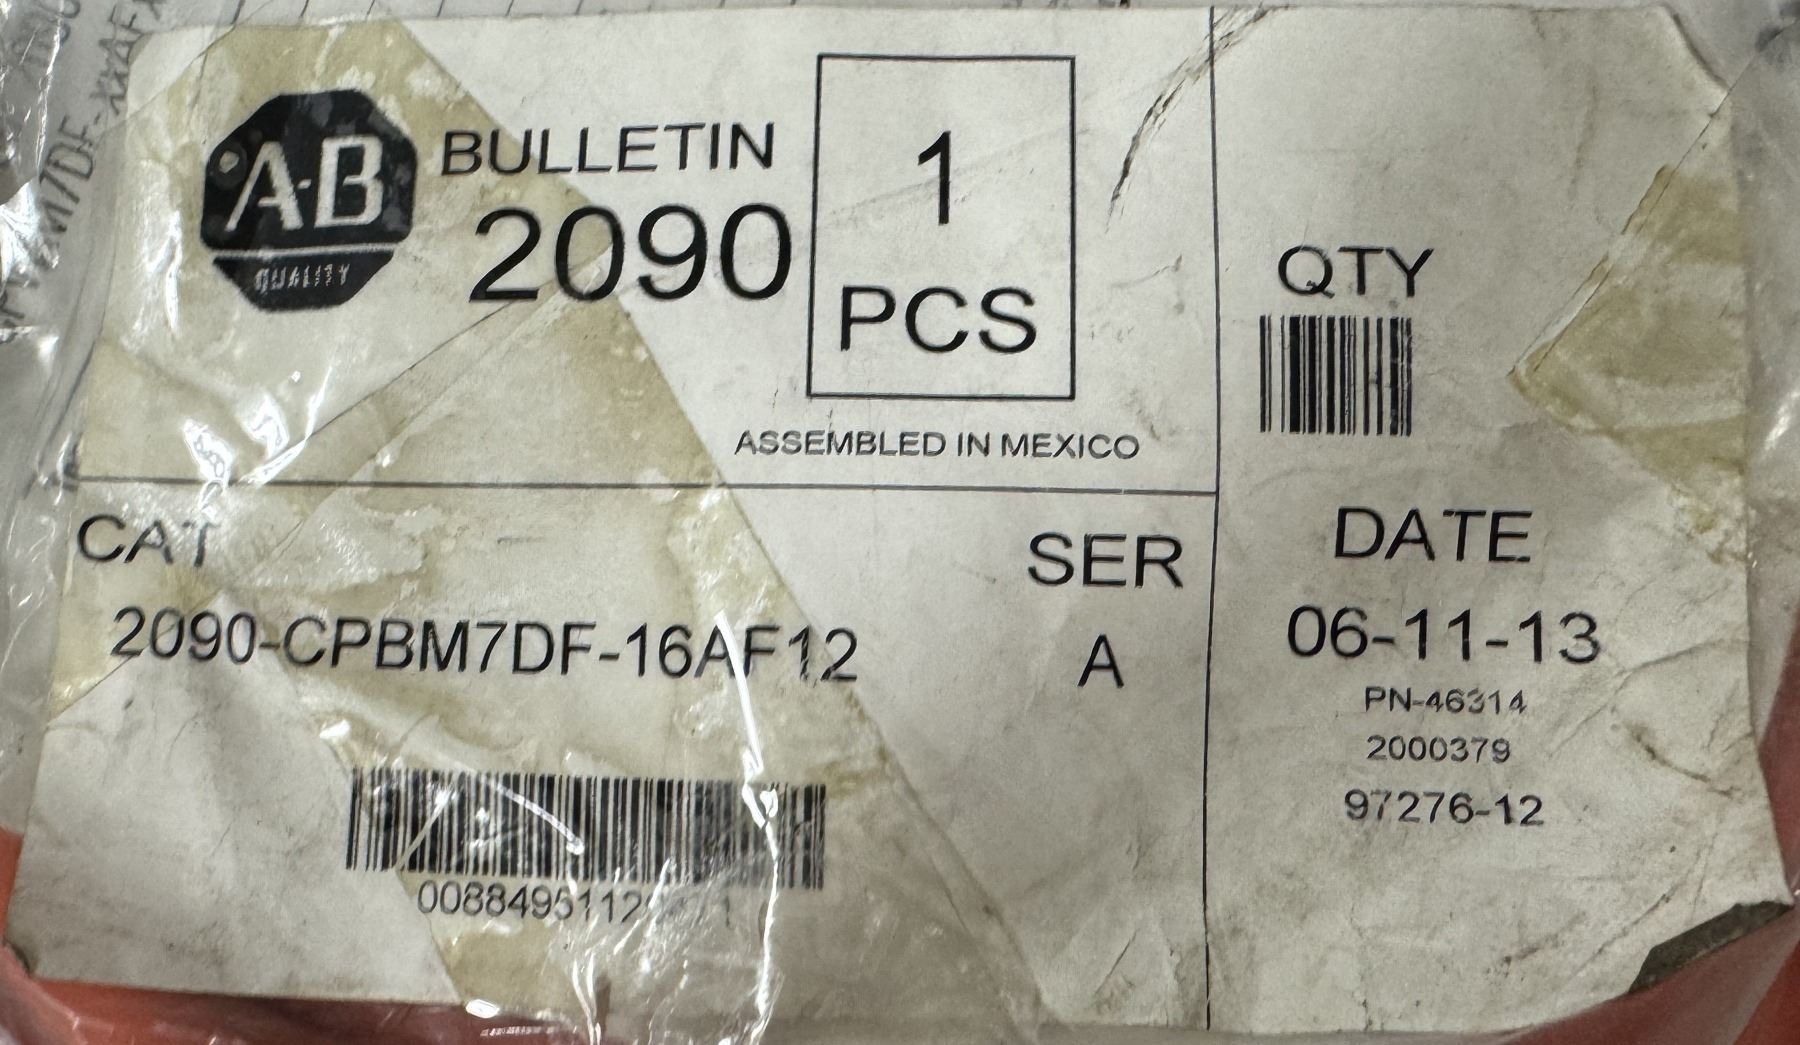 A-B
QUALITY
BULLETIN
2090
1
PCS
ASSEMBLED IN MEXICO
QTY
CAT
2090-CPBM7DF-16AF12
SER
A
DATE
06-11-13
PN-46314
2000379
97276-12